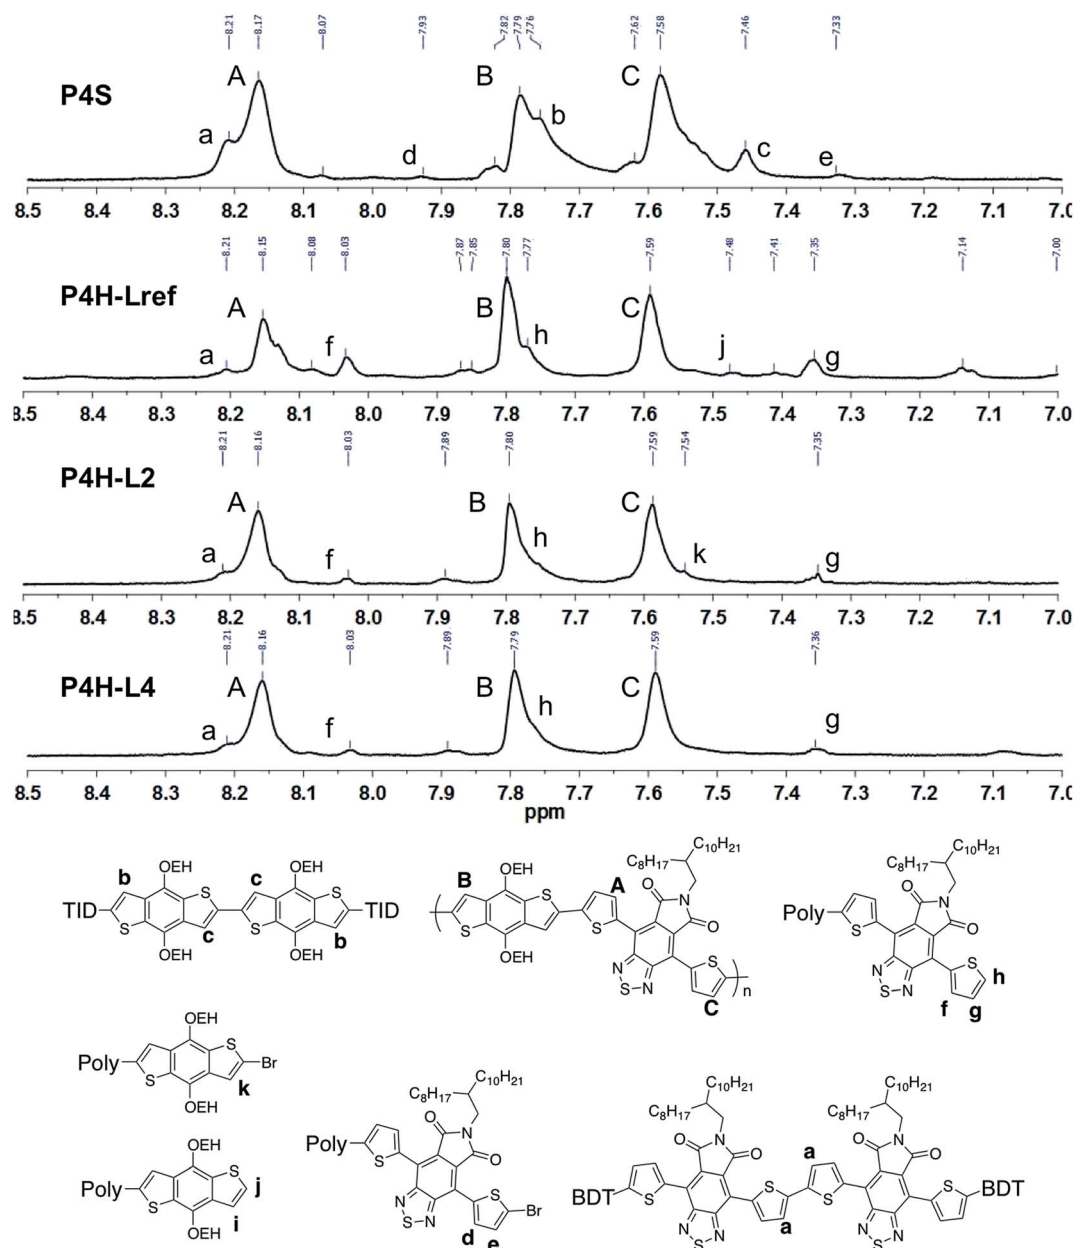 8.21 8.17 8.07 7.93 7.82 7.79 7.76 7.62 7.58 7.46 7.33
P4S
a A d B b C c e
8.5 8.4 8.3 8.2 8.1 8.0 7.9 7.8 7.7 7.6 7.5 7.4 7.3 7.2 7.1 7.0
8.21 8.15 8.08 8.03 7.87 7.85 7.80 7.77 7.59 7.48 7.41 7.35 7.14 7.00
P4H-Lref
a A f B h C j g
8.5 8.4 8.3 8.2 8.1 8.0 7.9 7.8 7.7 7.6 7.5 7.4 7.3 7.2 7.1 7.0
8.21 8.16 8.03 7.89 7.80 7.59 7.54 7.35
P4H-L2
a A f B h C k g
8.5 8.4 8.3 8.2 8.1 8.0 7.9 7.8 7.7 7.6 7.5 7.4 7.3 7.2 7.1 7.0
8.21 8.16 8.03 7.89 7.79 7.59 7.36
P4H-L4
a A f B h C g
8.5 8.4 8.3 8.2 8.1 8.0 7.9 7.8 7.7 7.6 7.5 7.4 7.3 7.2 7.1 7.0
ppm
b OEH S c OEH S
TID TID
S c OEH S OEH b
C8H17 C10H21
B OEH S A O N O
S OEH S
N S N S n
C
C8H17 C10H21
Poly S O N O
N S N S h
f g
OEH S
Poly Br
S OEH k
OEH S
Poly j
S OEH i
C8H17 C10H21
Poly S O N O
N S N S Br
d e
C10H21 C10H21
C8H17 C8H17
O N O a O N O
BDT S S S S BDT
N S N a N S N